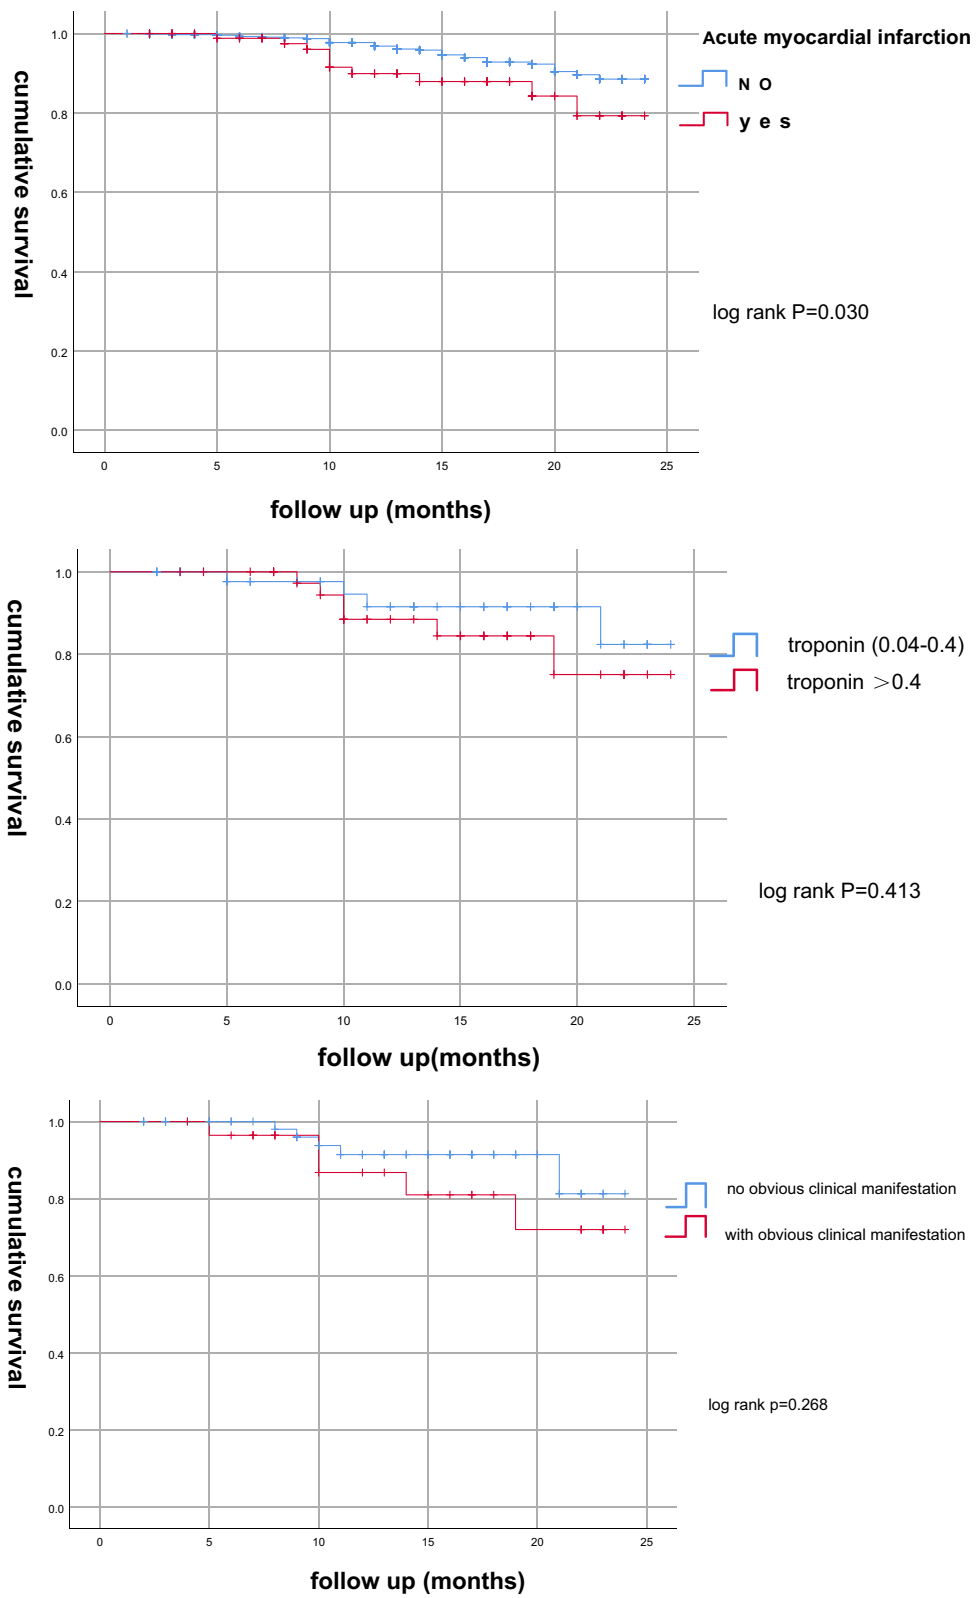 Acute myocardial infarction
N O
y e s
cumulative survival
1.0
0.8
0.6
0.4
0.2
0.0
log rank P=0.030
0 5 10 15 20 25
follow up (months)
cumulative survival
1.0
0.8
0.6
0.4
0.2
0.0
troponin (0.04-0.4)
troponin >0.4
log rank P=0.413
0 5 10 15 20 25
follow up(months)
cumulative survival
1.0
0.8
0.6
0.4
0.2
0.0
no obvious clinical manifestation
with obvious clinical manifestation
log rank p=0.268
0 5 10 15 20 25
follow up (months)